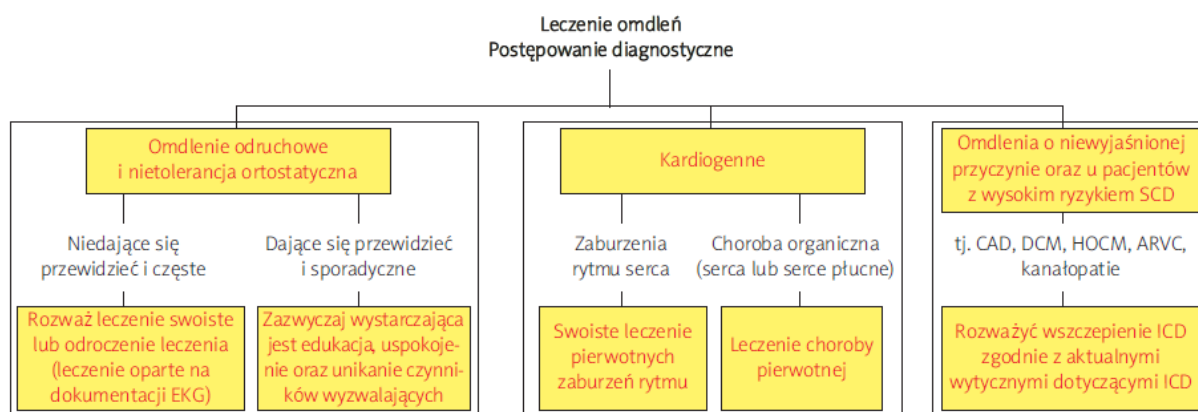 Leczenie omdleń
Postępowanie diagnostyczne
Omdlenie odruchowe
i nietolerancja ortostatyczna
Niedające się
przewidzieć i częste
Rozważ leczenie swoiste
lub odroczenie leczenia
(leczenie oparte na
dokumentacji EKG)
Dające się przewidzieć
i sporadyczne
Zazwyczaj wystarczająca
jest edukacja, uspokoje-
nie oraz unikanie czynni-
ków wyzwalających
Kardiogenne
Zaburzenia
rytmu serca
Swoiste leczenie
pierwotnych
zaburzeń rytmu
Choroba organiczna
(serca lub serce płucne)
Leczenie choroby
pierwotnej
Omdlenia o niewyjaśnionej
przyczynie oraz u pacjentów
z wysokim ryzykiem SCD
tj. CAD, DCM, HOCM, ARVC,
kanałopatie
Rozważyć wszczepienie ICD
zgodnie z aktualnymi
wytycznymi dotyczącymi ICD